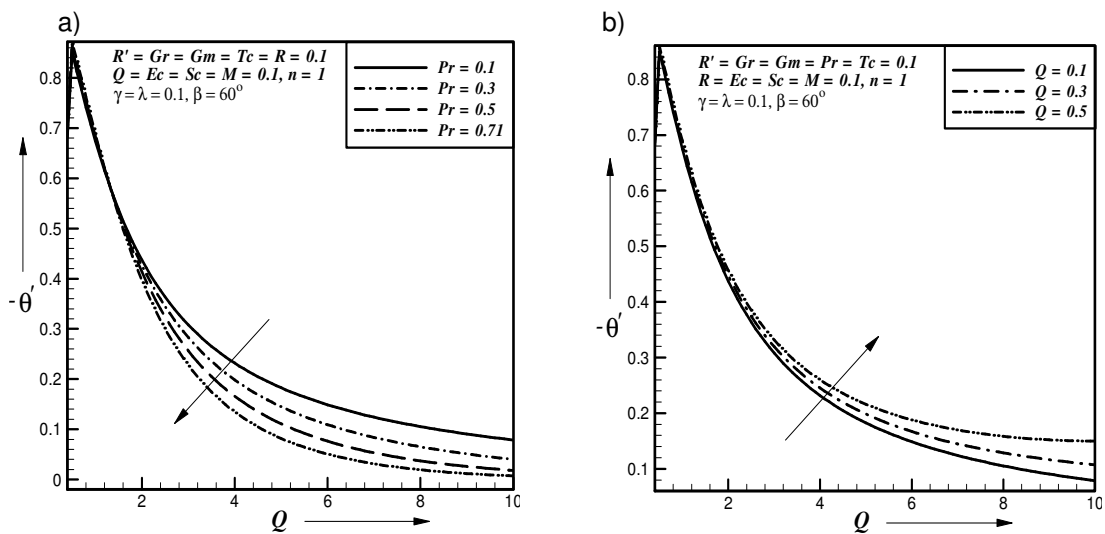 a)
R' = Gr = Gm = Tc = R = 0.1
Q = Ec = Sc = M = 0.1, n = 1
γ = λ = 0.1, β = 60°
Pr = 0.1
Pr = 0.3
Pr = 0.5
Pr = 0.71
0.8
0.7
0.6
0.5
0.4
0.3
0.2
0.1
0
-θ'
2
4
6
8
10
Q
b)
R' = Gr = Gm = Pr = Tc = 0.1
R = Ec = Sc = M = 0.1, n = 1
γ = λ = 0.1, β = 60°
Q = 0.1
Q = 0.3
Q = 0.5
0.8
0.7
0.6
0.5
0.4
0.3
0.2
0.1
-θ'
2
4
6
8
10
Q